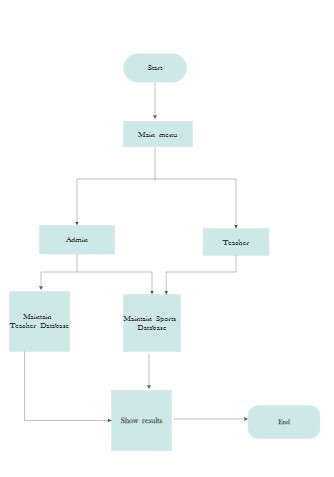 Start
Main menu
Admin
Teacher
Maintain
Teacher Database
Maintain Sports
Database
Show results
End